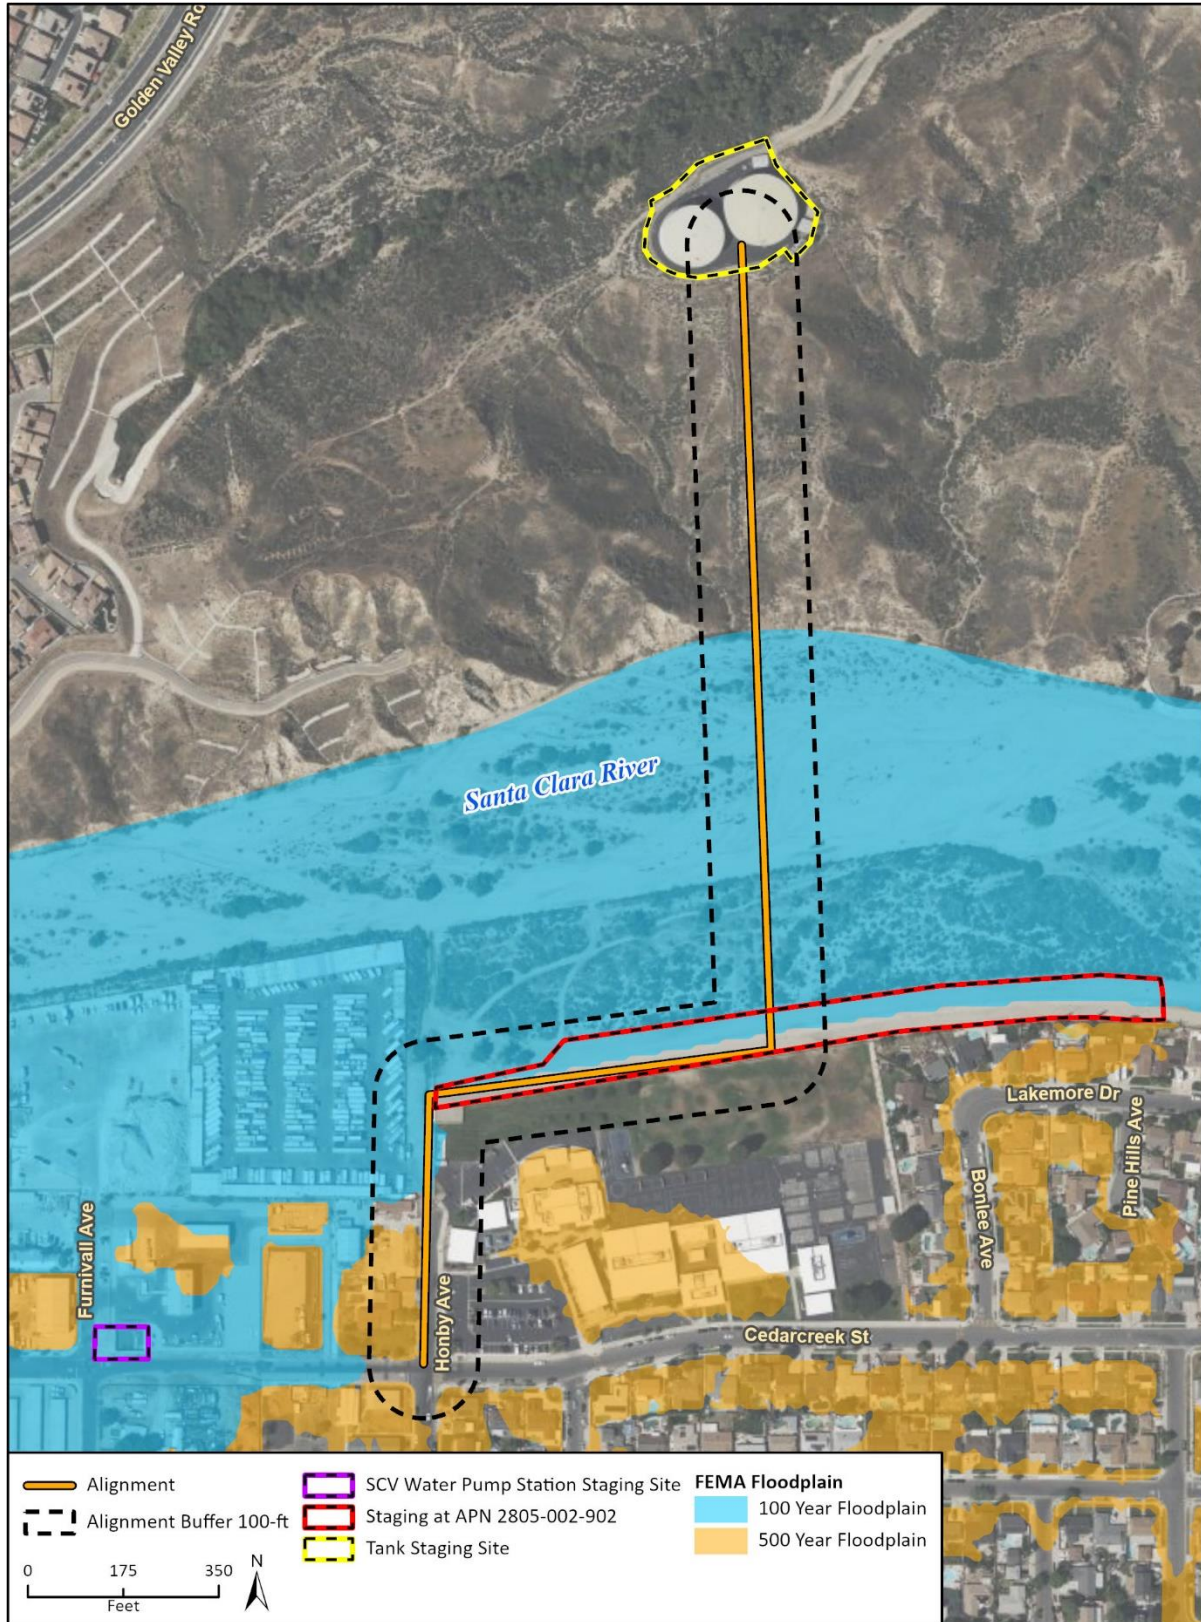 Golden Valley Rd
Santa Clara River
Lakemore Dr
Pine Hills Ave
Bonlee Ave
Furnivall Ave
Honby Ave
Cedarcreek St
Alignment
Alignment Buffer 100-ft
0 175 350
Feet
N
SCV Water Pump Station Staging Site
Staging at APN 2805-002-902
Tank Staging Site
FEMA Floodplain
100 Year Floodplain
500 Year Floodplain